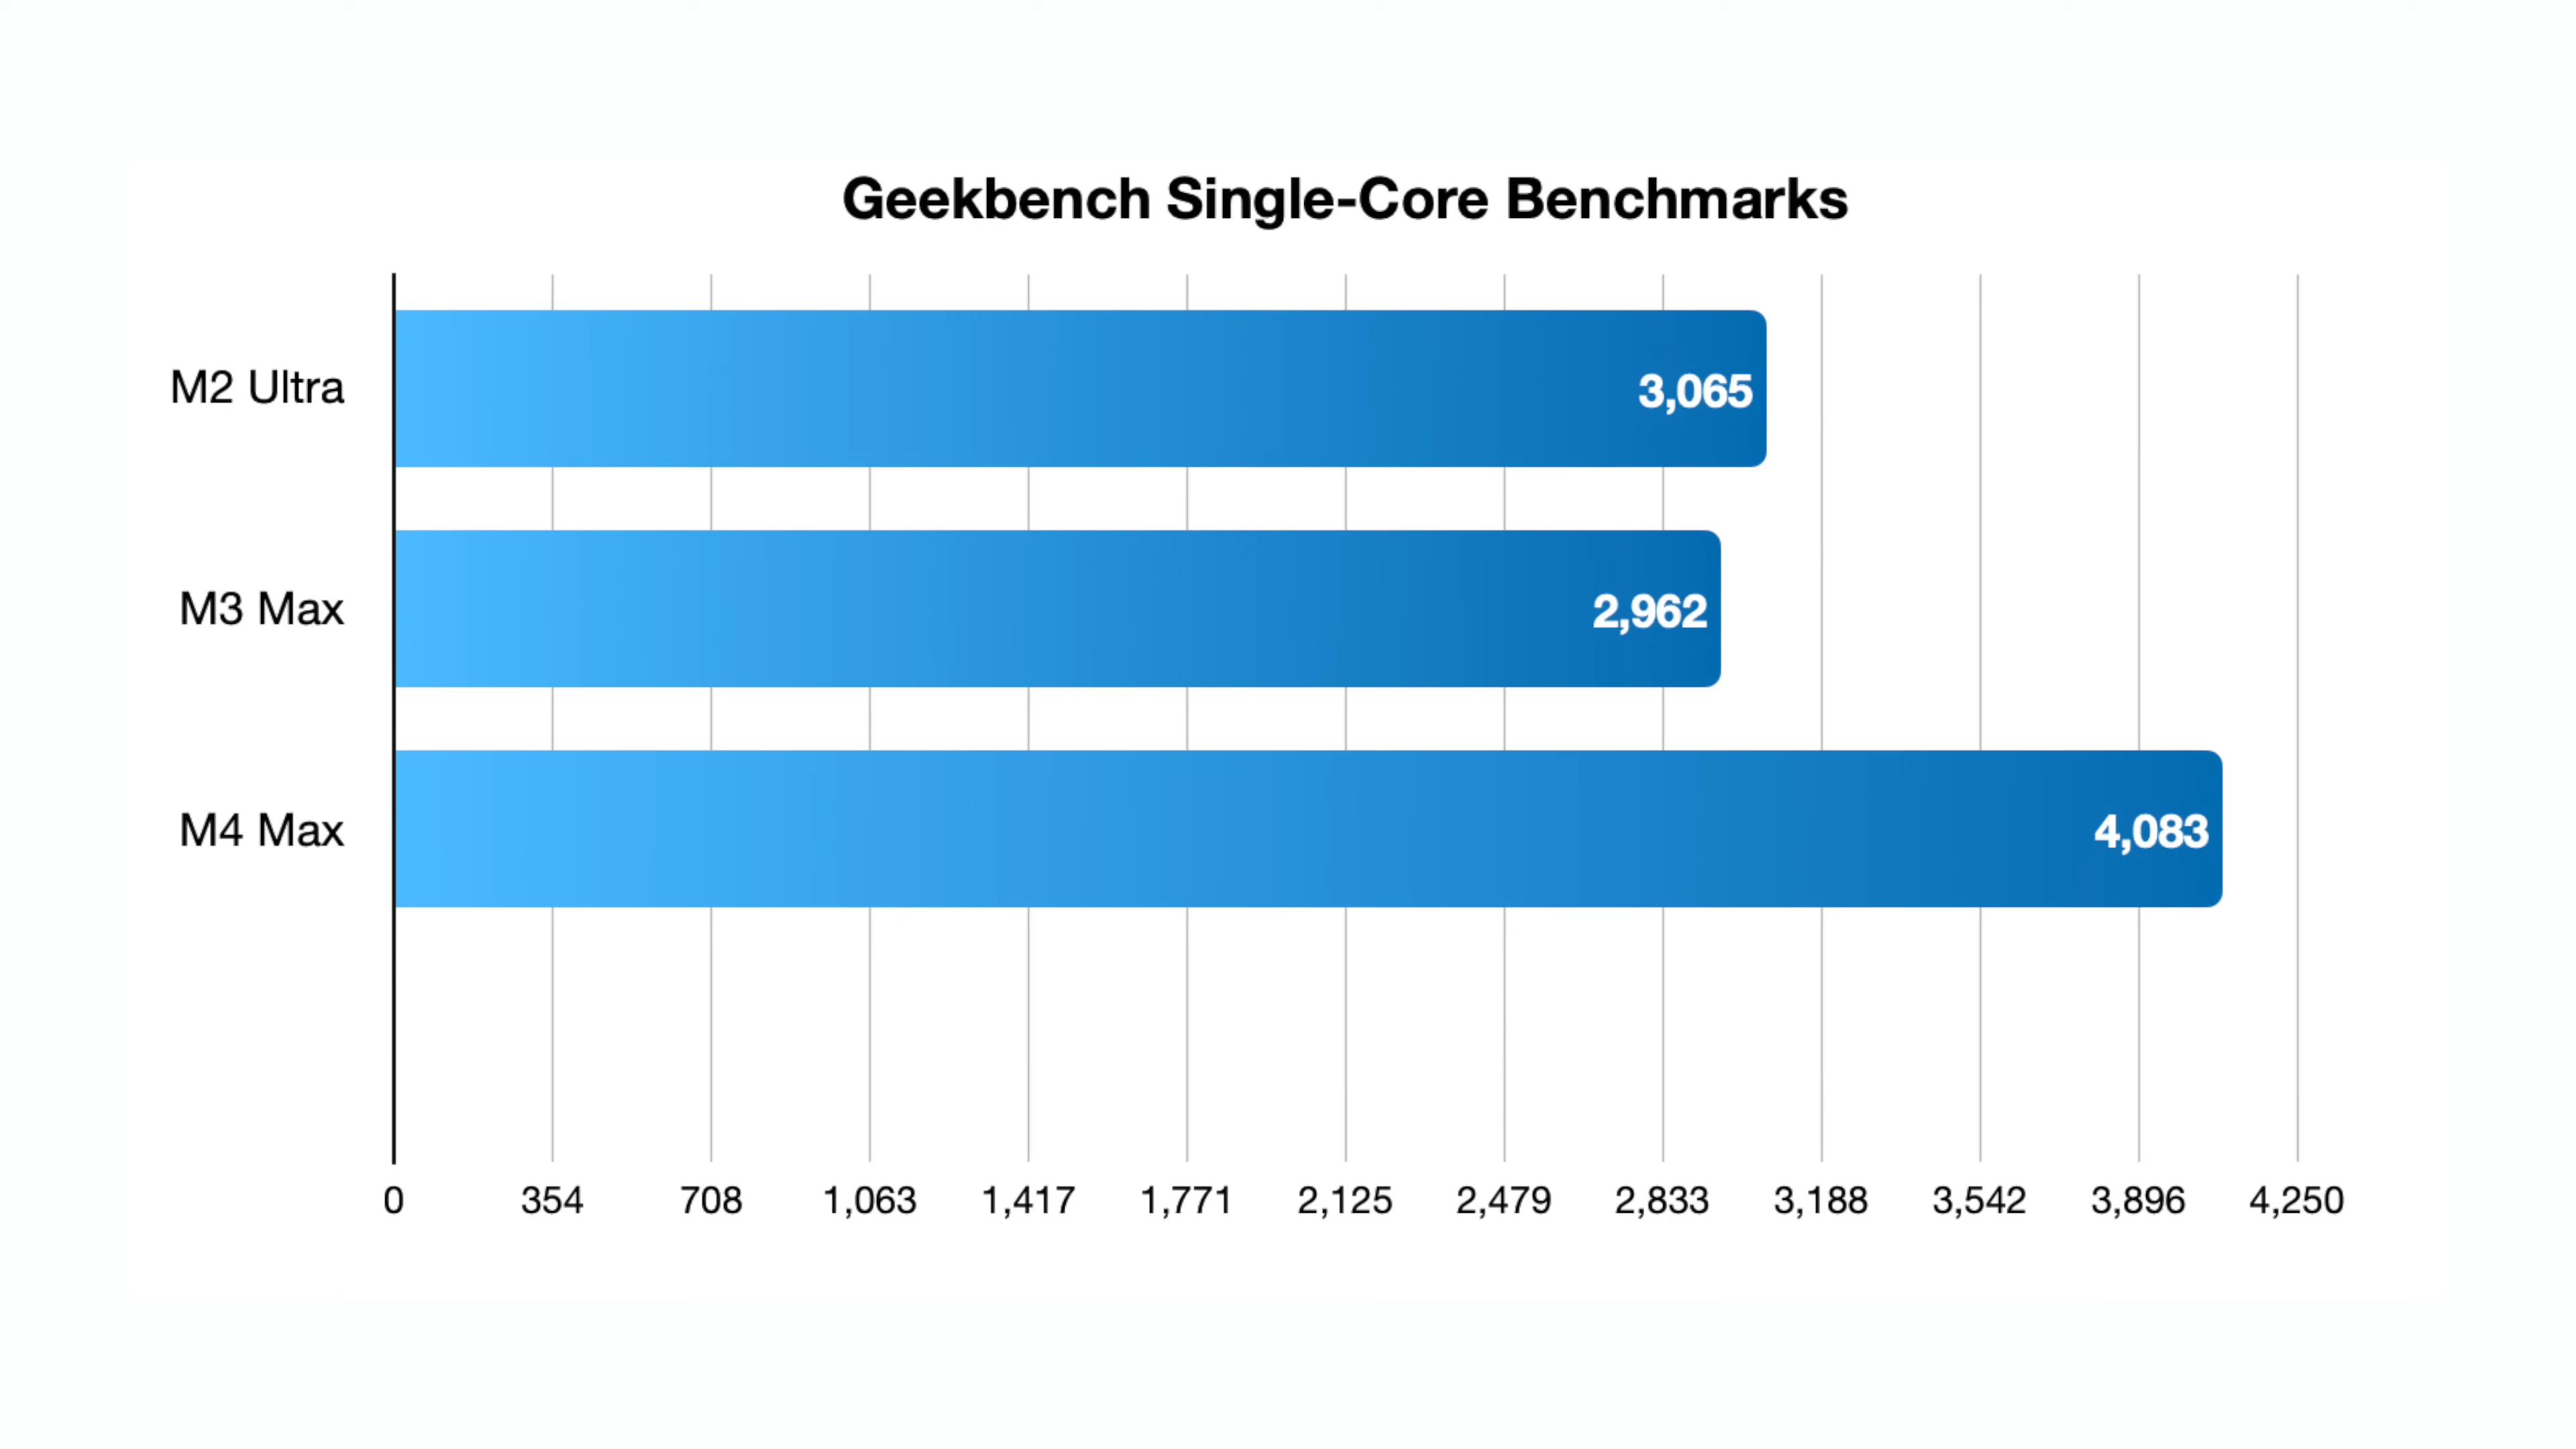 Geekbench Single-Core Benchmarks
M2 Ultra 3,065
M3 Max 2,962
M4 Max 4,083
0 354 708 1,063 1,417 1,771 2,125 2,479 2,833 3,188 3,542 3,896 4,250